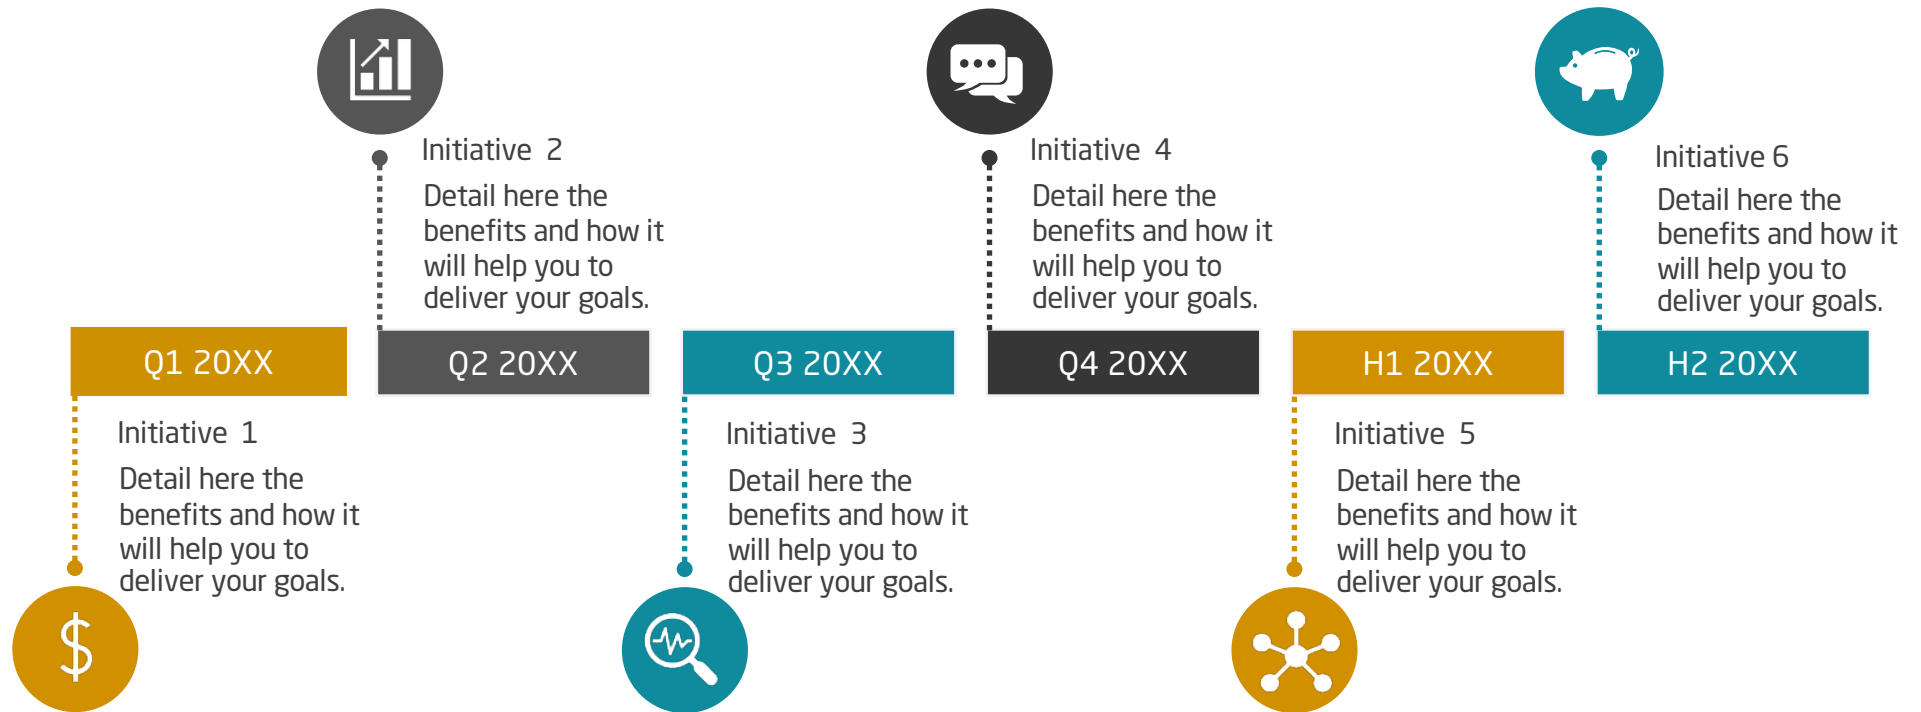 Initiative 2
Detail here the
benefits and how it
will help you to
deliver your goals.
Initiative 4
Detail here the
benefits and how it
will help you to
deliver your goals.
Initiative 6
Detail here the
benefits and how it
will help you to
deliver your goals.
Q1 20XX
Q2 20XX
Q3 20XX
Q4 20XX
H1 20XX
H2 20XX
Initiative 1
Detail here the
benefits and how it
will help you to
deliver your goals.
Initiative 3
Detail here the
benefits and how it
will help you to
deliver your goals.
Initiative 5
Detail here the
benefits and how it
will help you to
deliver your goals.
$